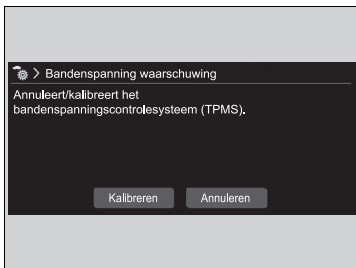 > Bandenspanning waarschuwing
Annuleert/kalibreert het
bandenspanningscontrolesysteem (TPMS).
Kalibreren Annuleren